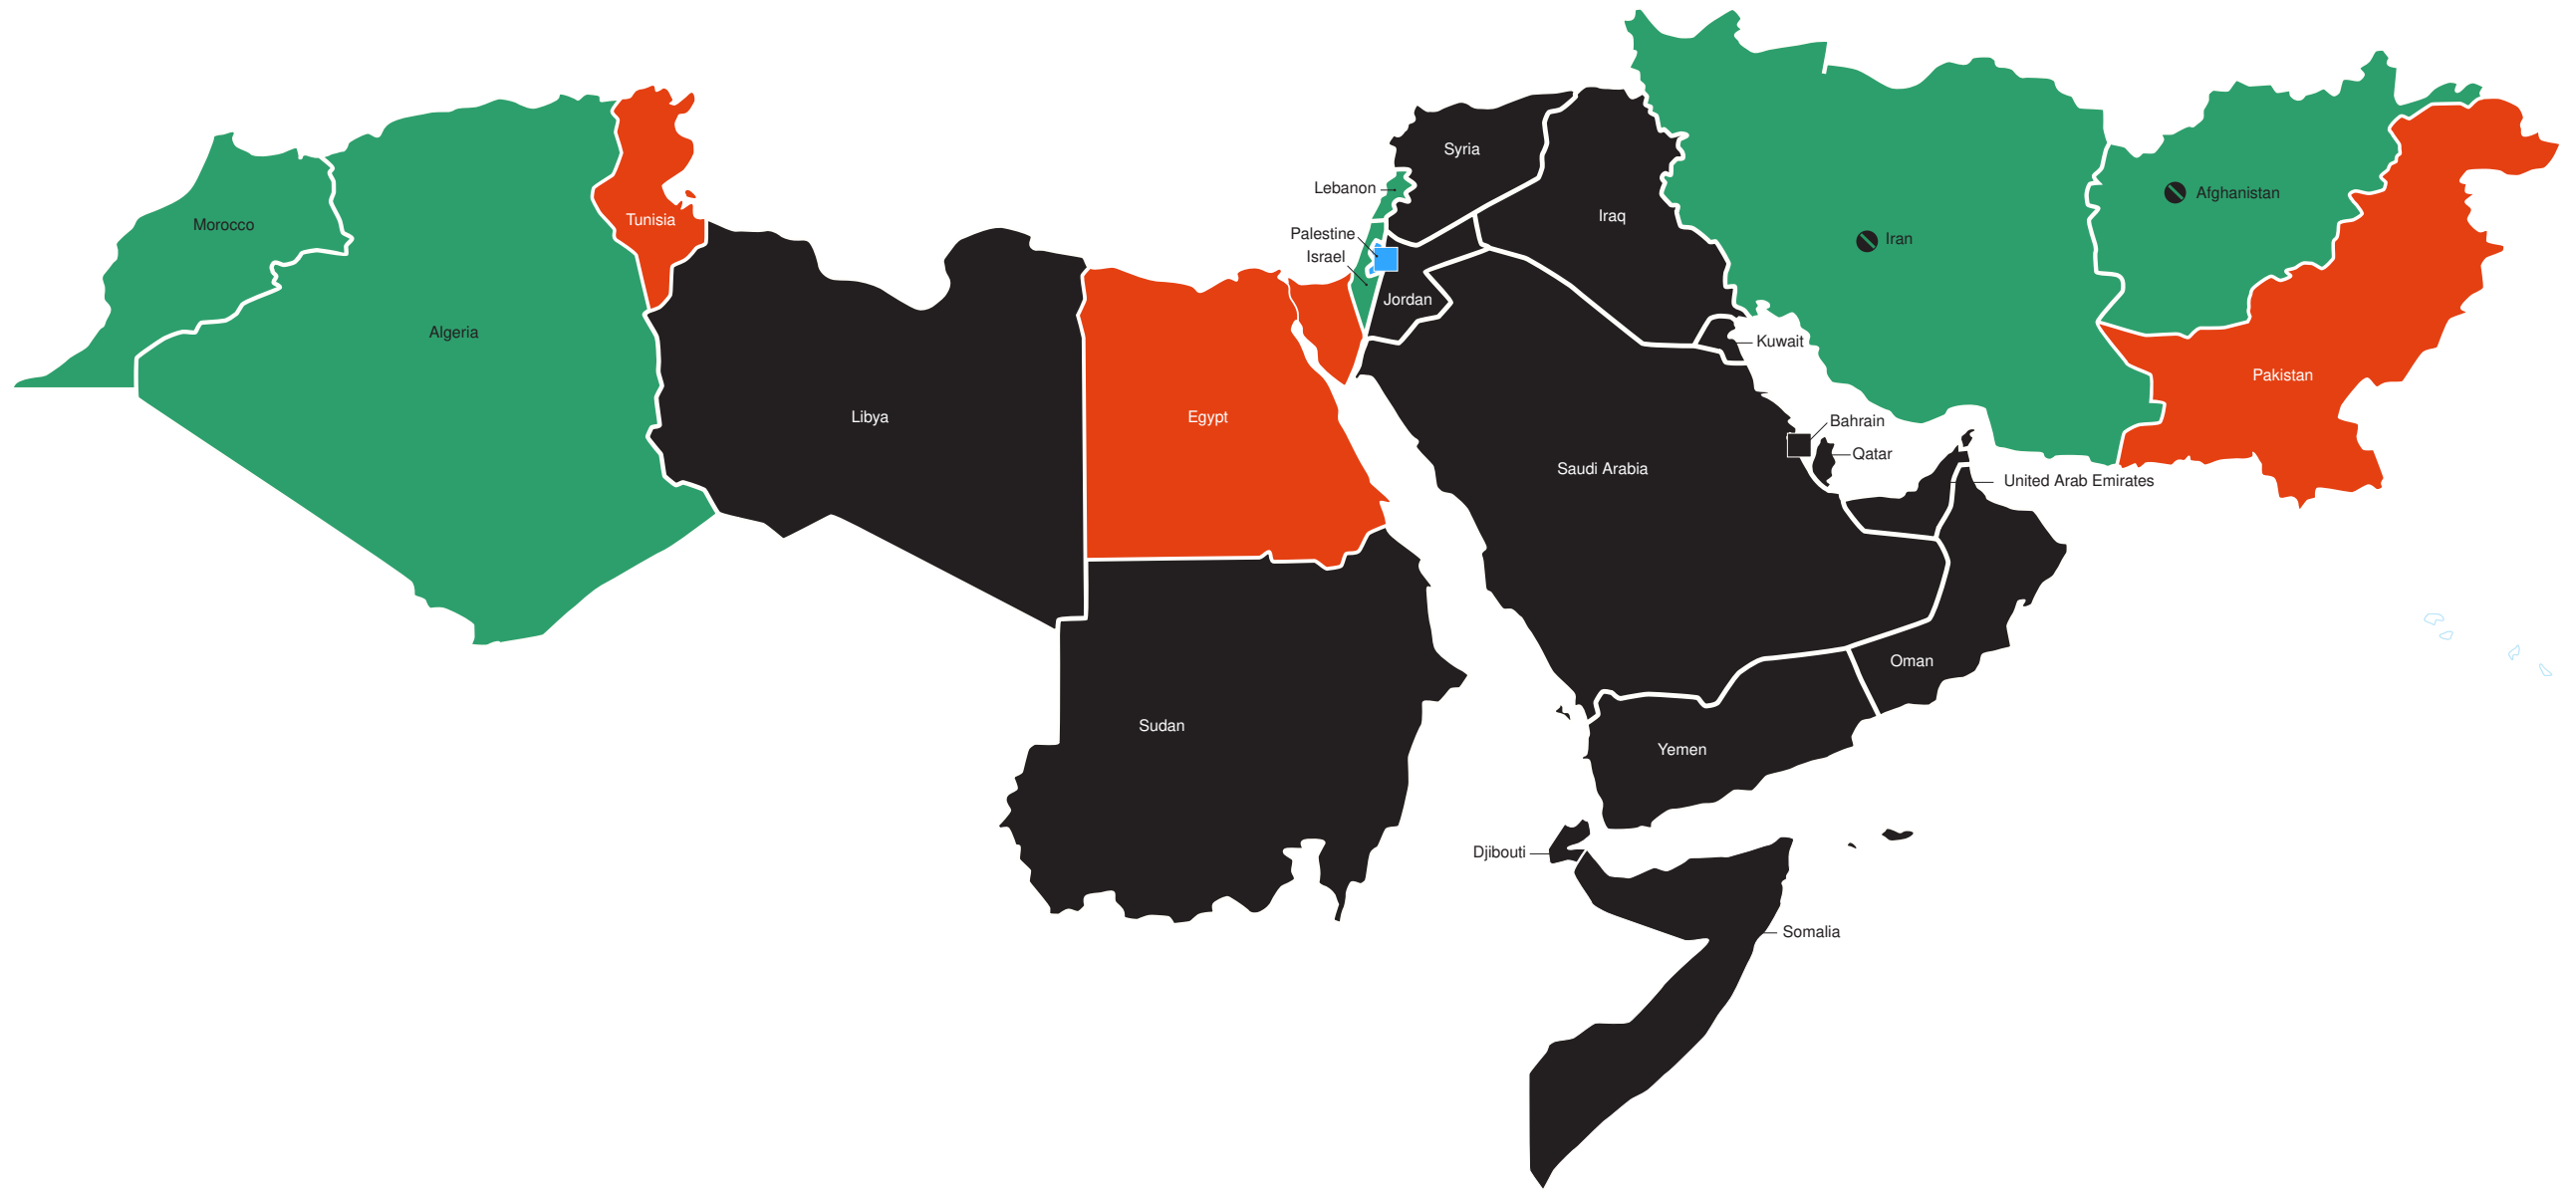 Syria
Lebanon
Afghanistan
Iraq
Morocco
Tunisia
Palestine
Iran
Israel
Jordan
Algeria
Kuwait
Pakistan
Libya
Egypt
Bahrain
Qatar
Saudi Arabia
United Arab Emirates
Oman
Sudan
Yemen
Djibouti
Somalia